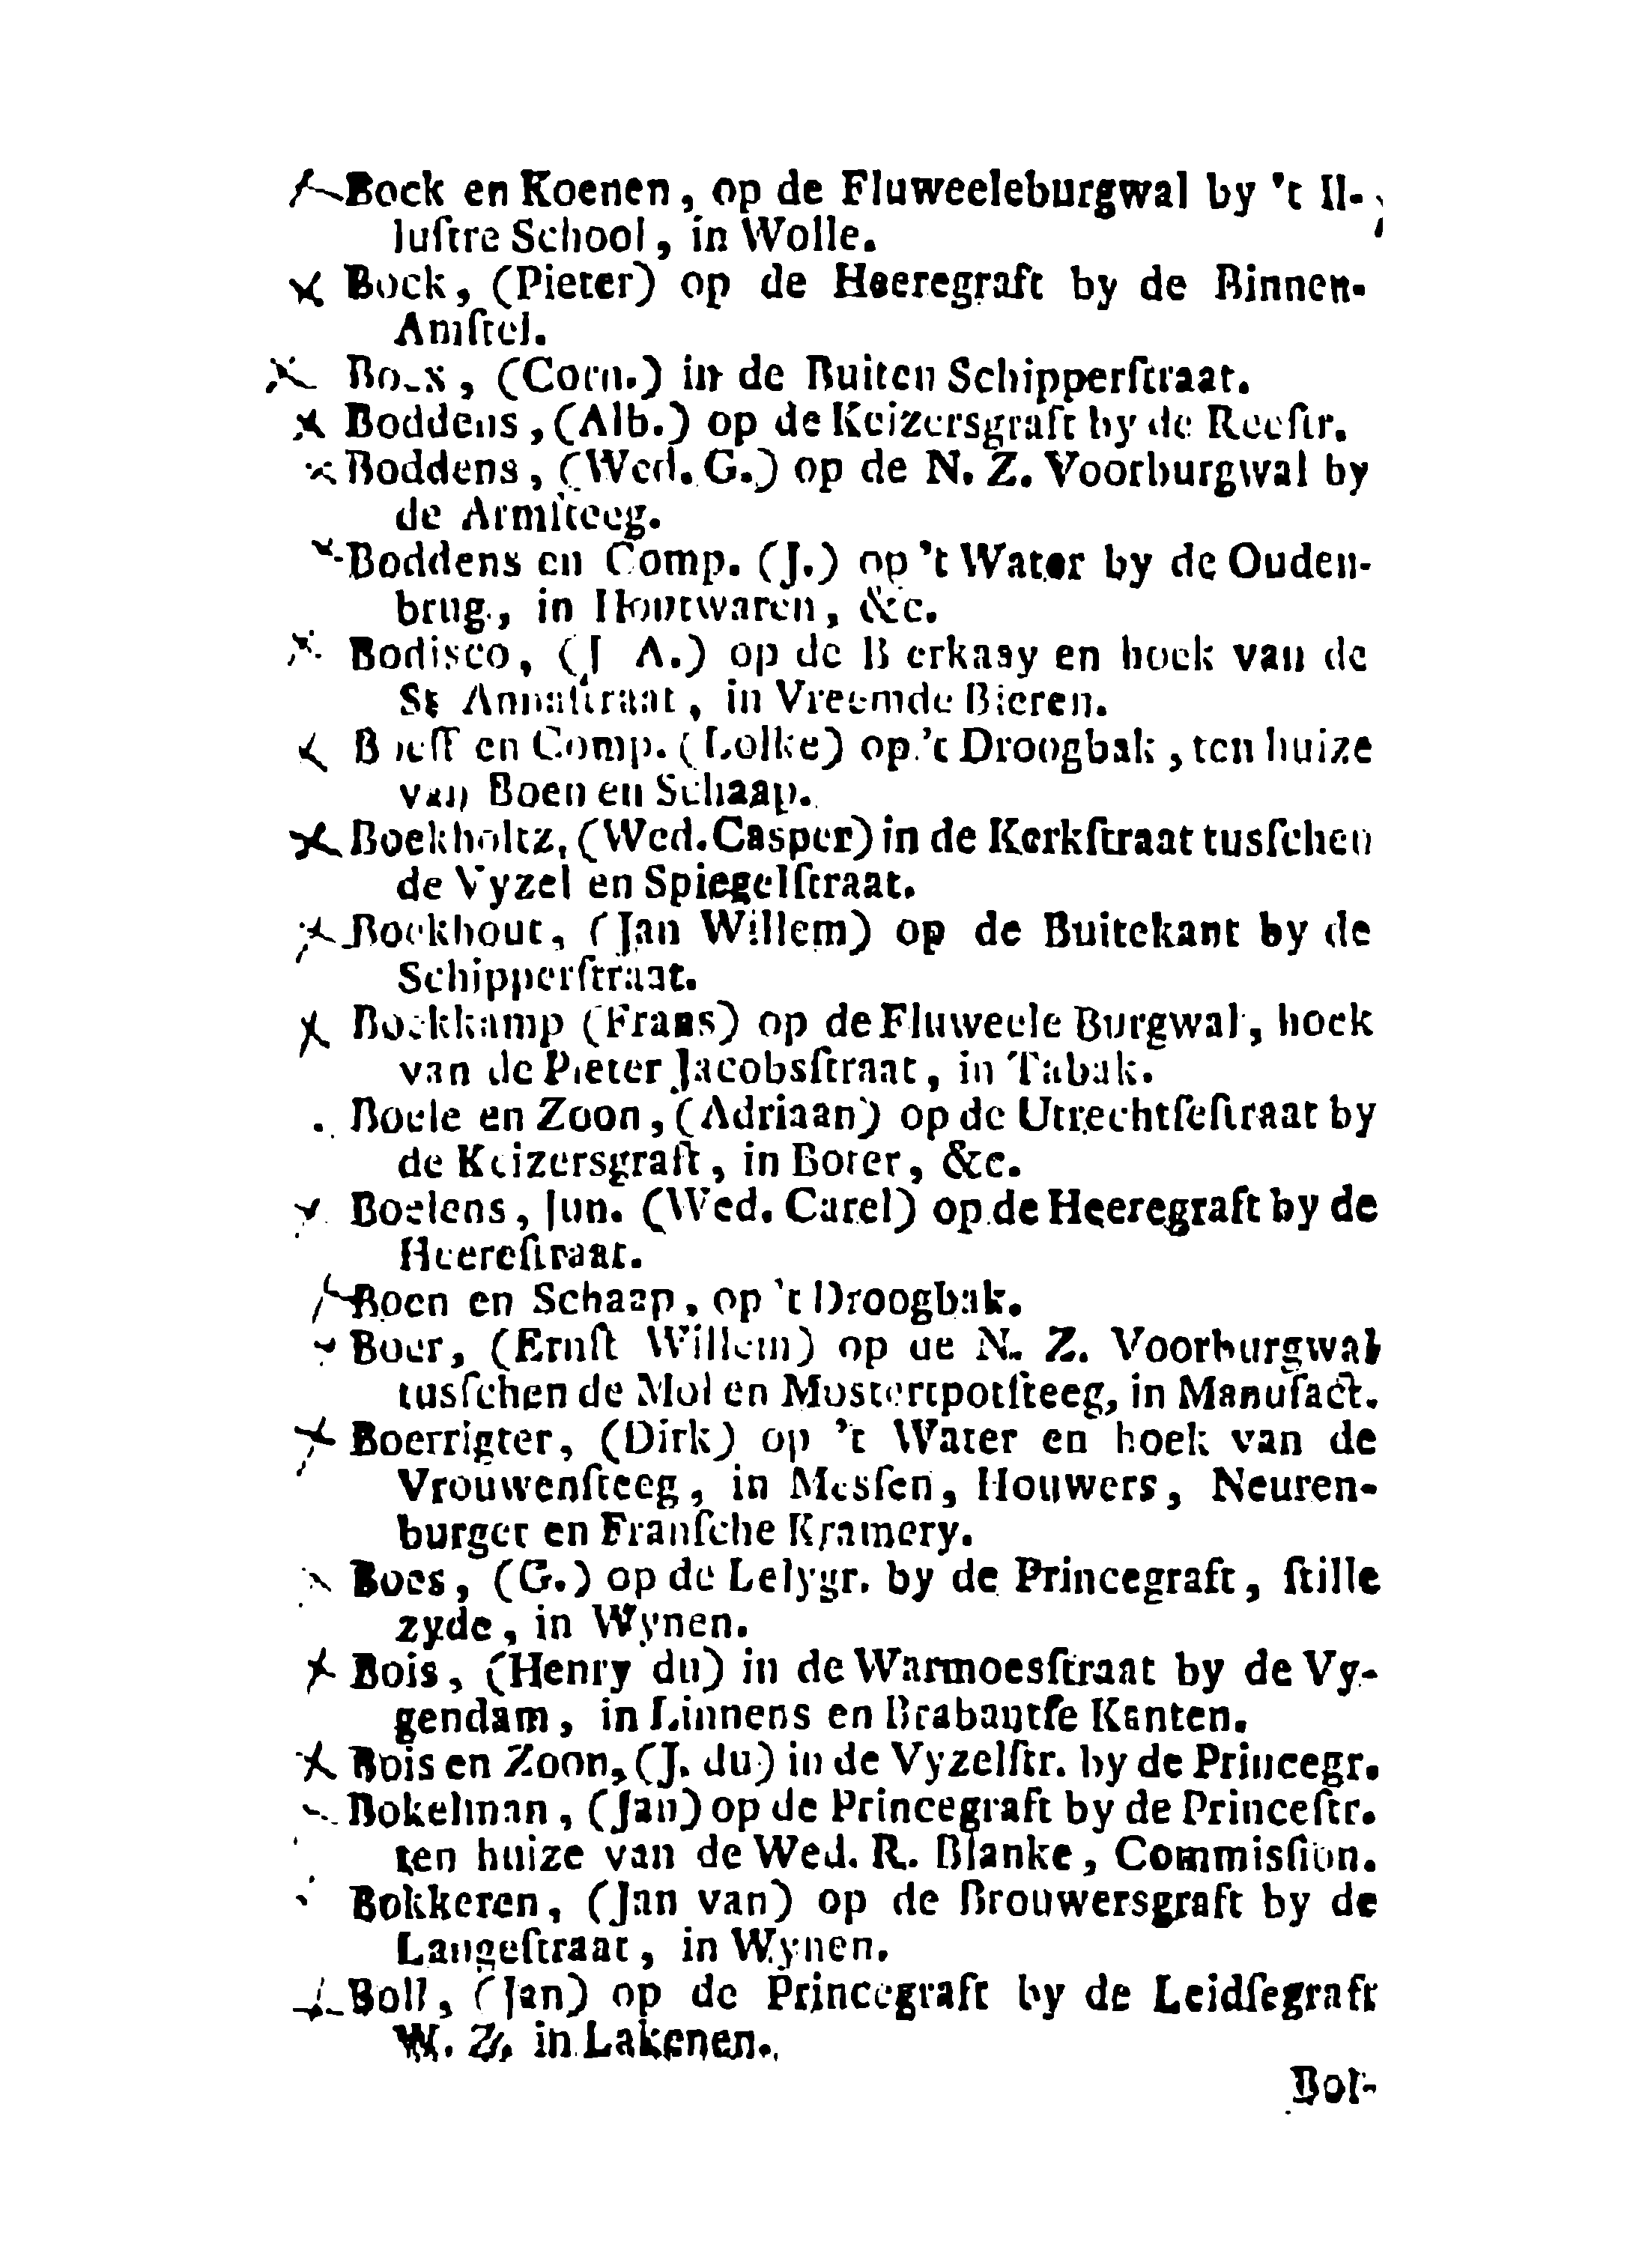 Bock en Koenen, op de Fluweeleburgwal by 't Il-
luſtre School, in Wolle.
Bock, (Pieter) op de Heeregraft by de Binnen-
Amſtel.
(Corn.) in de Buiten Schipperſtraat.
Boddens, (Alb.) op de Keizersgraft by de Reeſtr.
Boddens, (Wed. G.) op de N. Z. Voorburgwal by
de Armſteeg.
Boddens en Comp. (J.) op 't Water by de Ouden-
brug, in Houtwaren, &c.
Bodisco, (J A.) op de Bierkaay en hoek van de
St Annaſtraat, in Vreemde Bieren.
en Comp. (Lolke) op 't Droogbak, ten huize
van Boen en Schaap.
Boekholtz, (Wed. Casper) in de Kerkſtraat tusſchen
de Vyzel en Spiegelſtraat.
Boekhout, (Jan Willem) op de Buitekant by de
Schipperſtraat.
Boekkamp (Frans) op de Fluweele Burgwal, hoek
van de Pieter Jacobsſtraat, in Tabak.
Boele en Zoon, (Adriaan) op de Utrechtſeſtraat by
de Keizersgraft, in Boter, &c.
Boelens, Jun. (Wed. Carel) op de Heeregraft by de
Heereſtraat.
Boen en Schaap, op 't Droogbak.
Boer, (Ernſt Willem) op de N. Z. Voorburgwal
tusſchen de Mol en Mostertpotſteeg, in Manufact.
Boerrigter, (Dirk) op 't Water en hoek van de
Vrouwenſteeg, in Mesſen, Houwers, Neuren-
burger en Franſche Kramery.
Boes, (G.) op de Lelygr. by de Princegraft, ſtille
zyde, in Wynen.
Bois, (Henry du) in de Warmoesſtraat by de Vy-
gendam, in Linnens en Brabantſe Kanten.
Bois en Zoon, (J. du) in de Vyzelſtr. by de Princegr.
Bokelman, (Jan) op de Princegraft by de Princeſtr.
ten huize van de Wed. R. Blanke, Commisſion.
Bokkeren, (Jan van) op de Brouwersgraft by de
Langeſtraat, in Wynen.
Boll, (Jan) op de Princegraft by de Leidſegraft
W. Z. in Lakenen.
Bol-